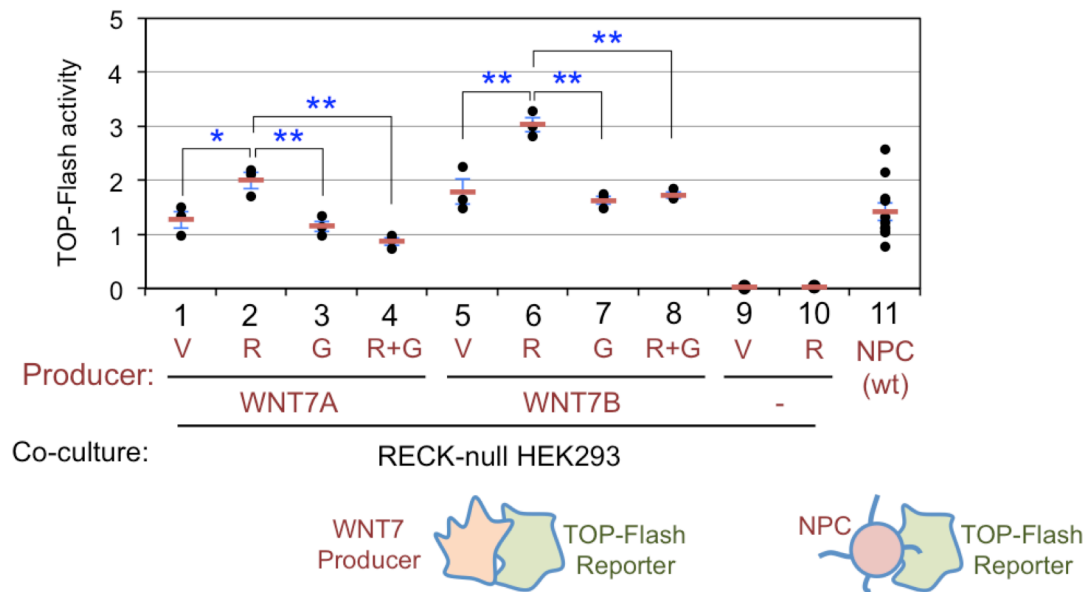 TOP-Flash activity
5
4
3
2
1
0
**
** **
**
* **
1 2 3 4 5 6 7 8 9 10 11
V R G R+G V R G R+G V R NPC
(wt)
Producer:
WNT7A WNT7B -
Co-culture: RECK-null HEK293
WNT7
Producer
TOP-Flash
Reporter
NPC
TOP-Flash
Reporter